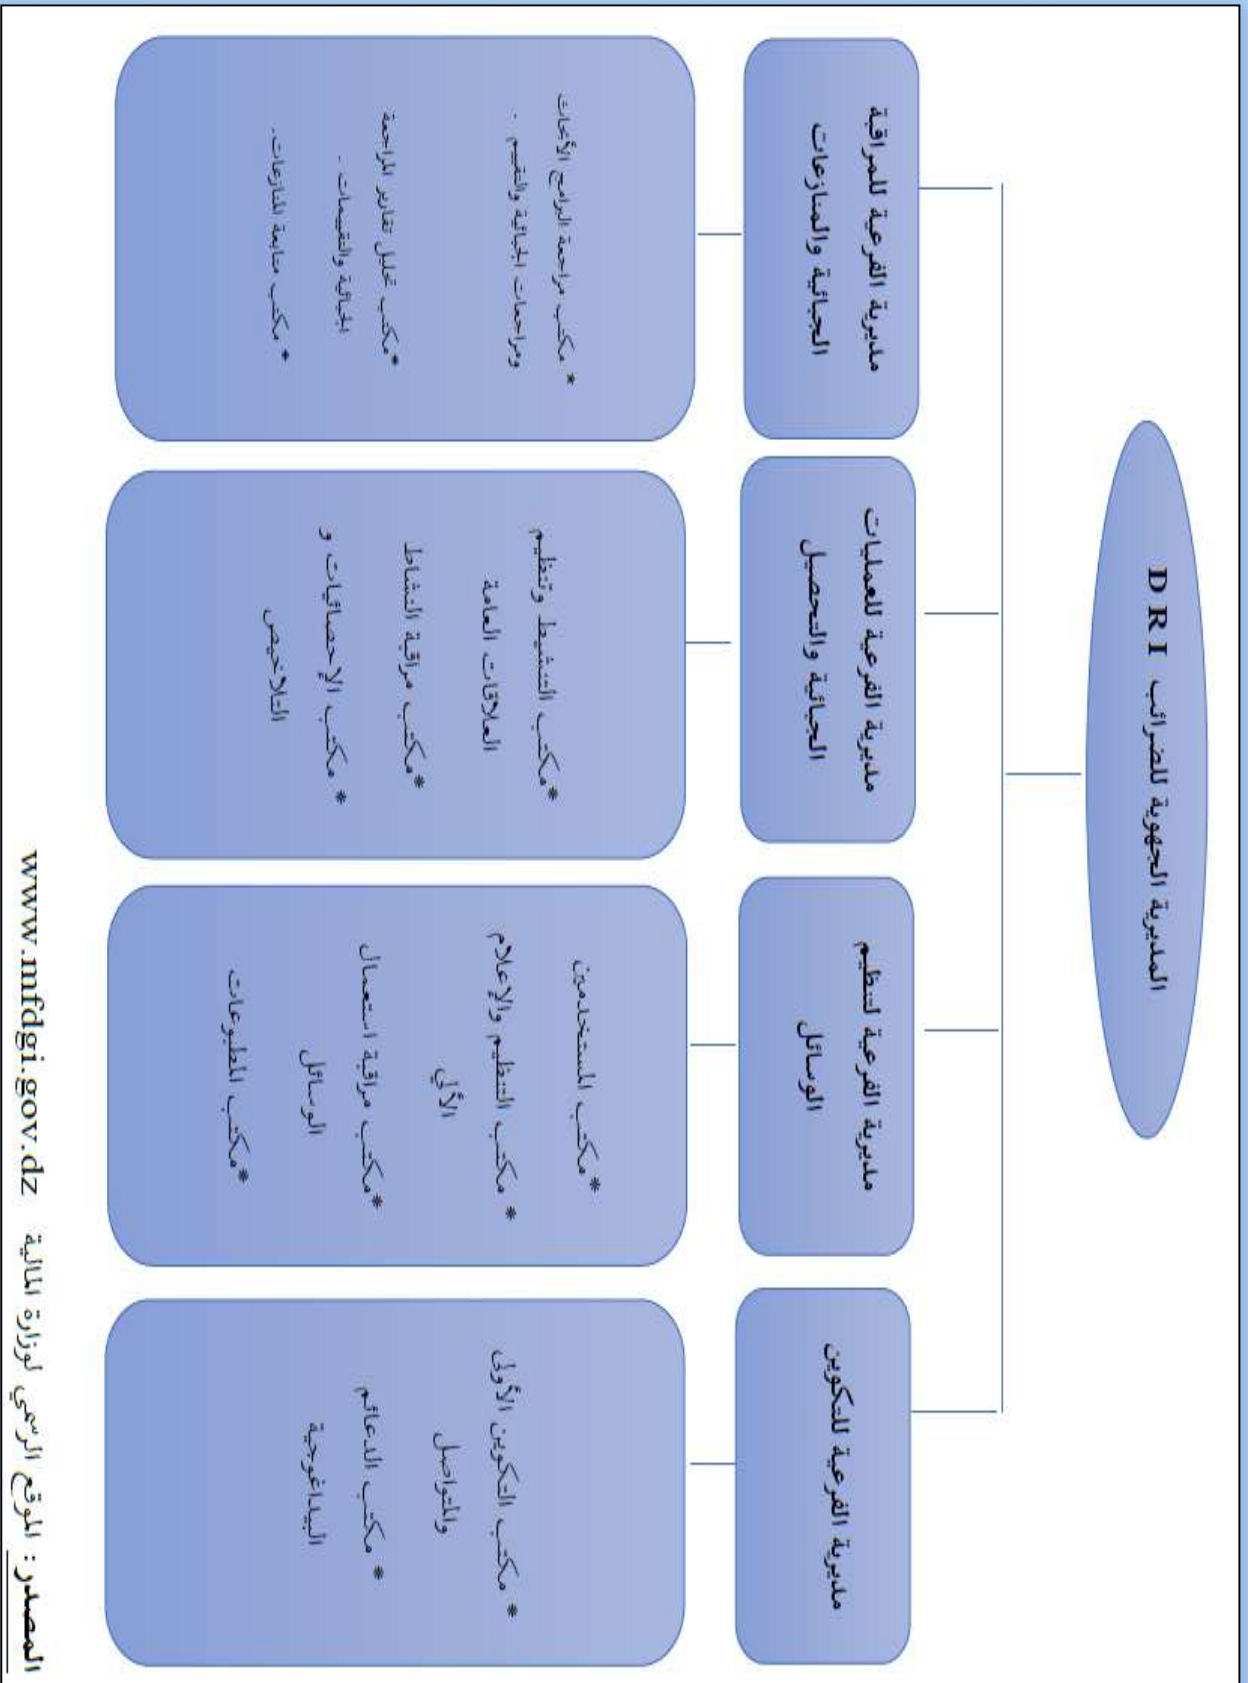 المديرية الجهوية للضرائب D R I
مديرية الفرعية للتكوين
مديرية الفرعية لتنظيم
الوسائل
مديرية الفرعية للعمليات
الجبائية والتحصيل
مديرية الفرعية للمراقبة
الجبائية والمنازعات
* مكتب التكوين الأولى
والمتواصل
* مكتب الدعائم
البيداغوجية
*مكتب المستخدمين
* مكتب التنظيم والإعلام
الألي
*مكتب مراقبة استعمال
الوسائل
*مكتب المطبوعات
*مكتب التنشيط وتنظيم
العلاقات العامة
*مكتب مراقبة النشاط
* مكتب الإحصائيات و
التلاخيص
* مكتب مراجعة البرامج الأبحاث
ومراجعات الجبائية والتقييم .
*مكتب تحليل تقارير المراجعة
الجبائية والتقييمات .
* مكتب متابعة المنازعات.
المصدر: الموقع الرسمي لوزارة المالية www.mfdgi.gov.dz